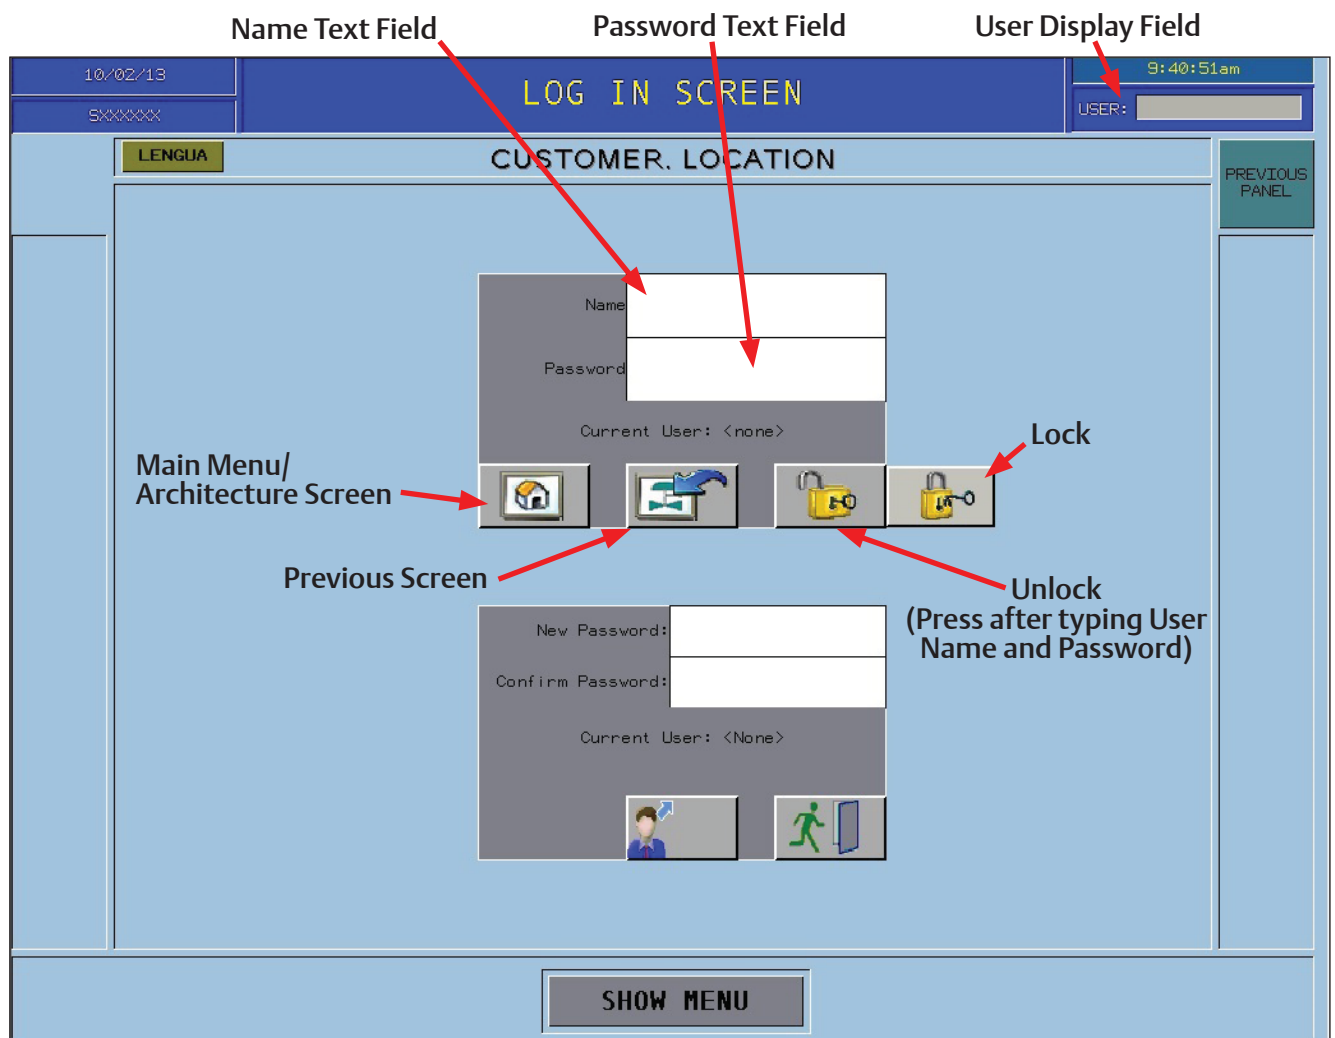 Name Text Field
Password Text Field
User Display Field
10/02/13
LOG IN SCREEN
9:40:51am
SXXXXXX
USER:
LENGUA
CUSTOMER. LOCATION
PREVIOUS
PANEL
Name
Password
Current User: <none>
Lock
Main Menu/
Architecture Screen
Previous Screen
Unlock
(Press after typing User
Name and Password)
New Password:
Confirm Password:
Current User: <None>
SHOW MENU